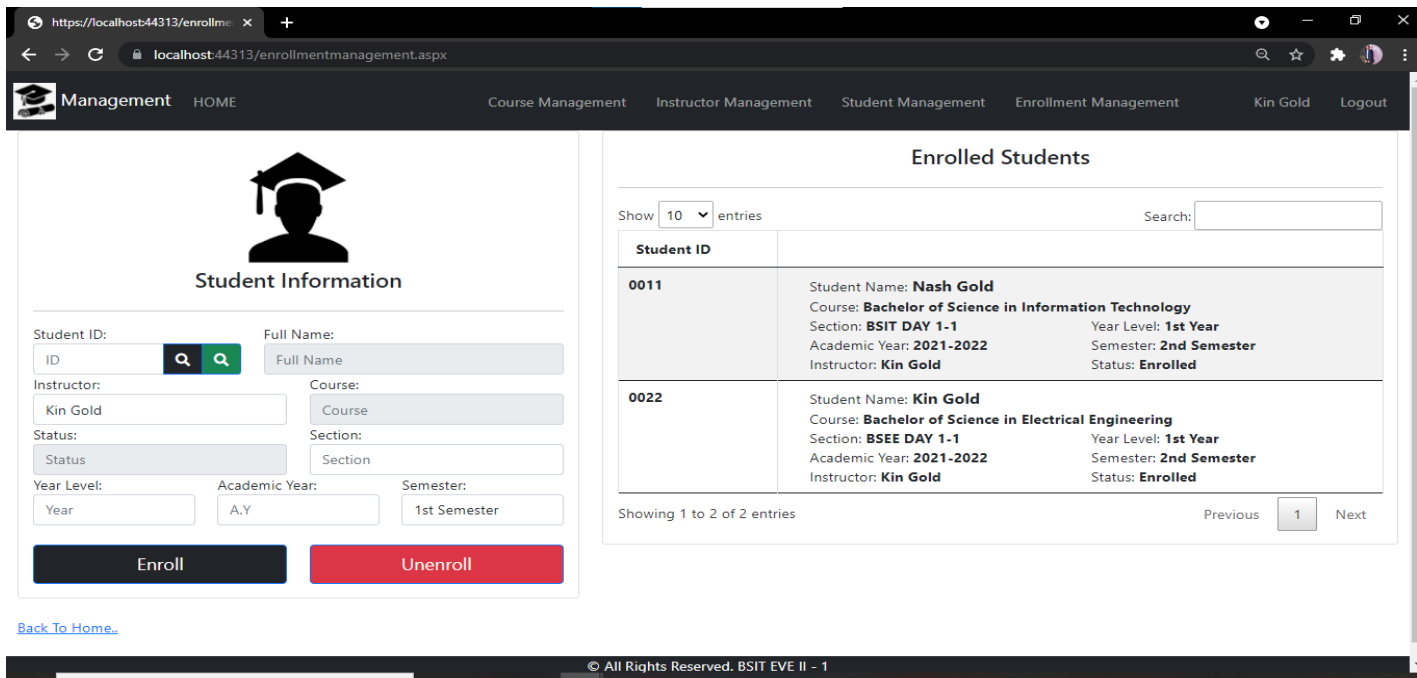 https://localhost:44313/enrollme
localhost:44313/enrollmentmanagement.aspx
Management HOME Course Management Instructor Management Student Management Enrollment Management Kin Gold Logout
Student Information
Student ID: Full Name:
ID Full Name
Instructor: Course:
Kin Gold Course
Status: Section:
Status Section
Year Level: Academic Year: Semester:
Year A.Y 1st Semester
Enroll Unenroll
Back To Home..
Enrolled Students
Show 10 entries Search:
Student ID
0011 Student Name: Nash Gold
Course: Bachelor of Science in Information Technology
Section: BSIT DAY 1-1 Year Level: 1st Year
Academic Year: 2021-2022 Semester: 2nd Semester
Instructor: Kin Gold Status: Enrolled
0022 Student Name: Kin Gold
Course: Bachelor of Science in Electrical Engineering
Section: BSEE DAY 1-1 Year Level: 1st Year
Academic Year: 2021-2022 Semester: 2nd Semester
Instructor: Kin Gold Status: Enrolled
Showing 1 to 2 of 2 entries Previous 1 Next
© All Rights Reserved. BSIT EVE II - 1